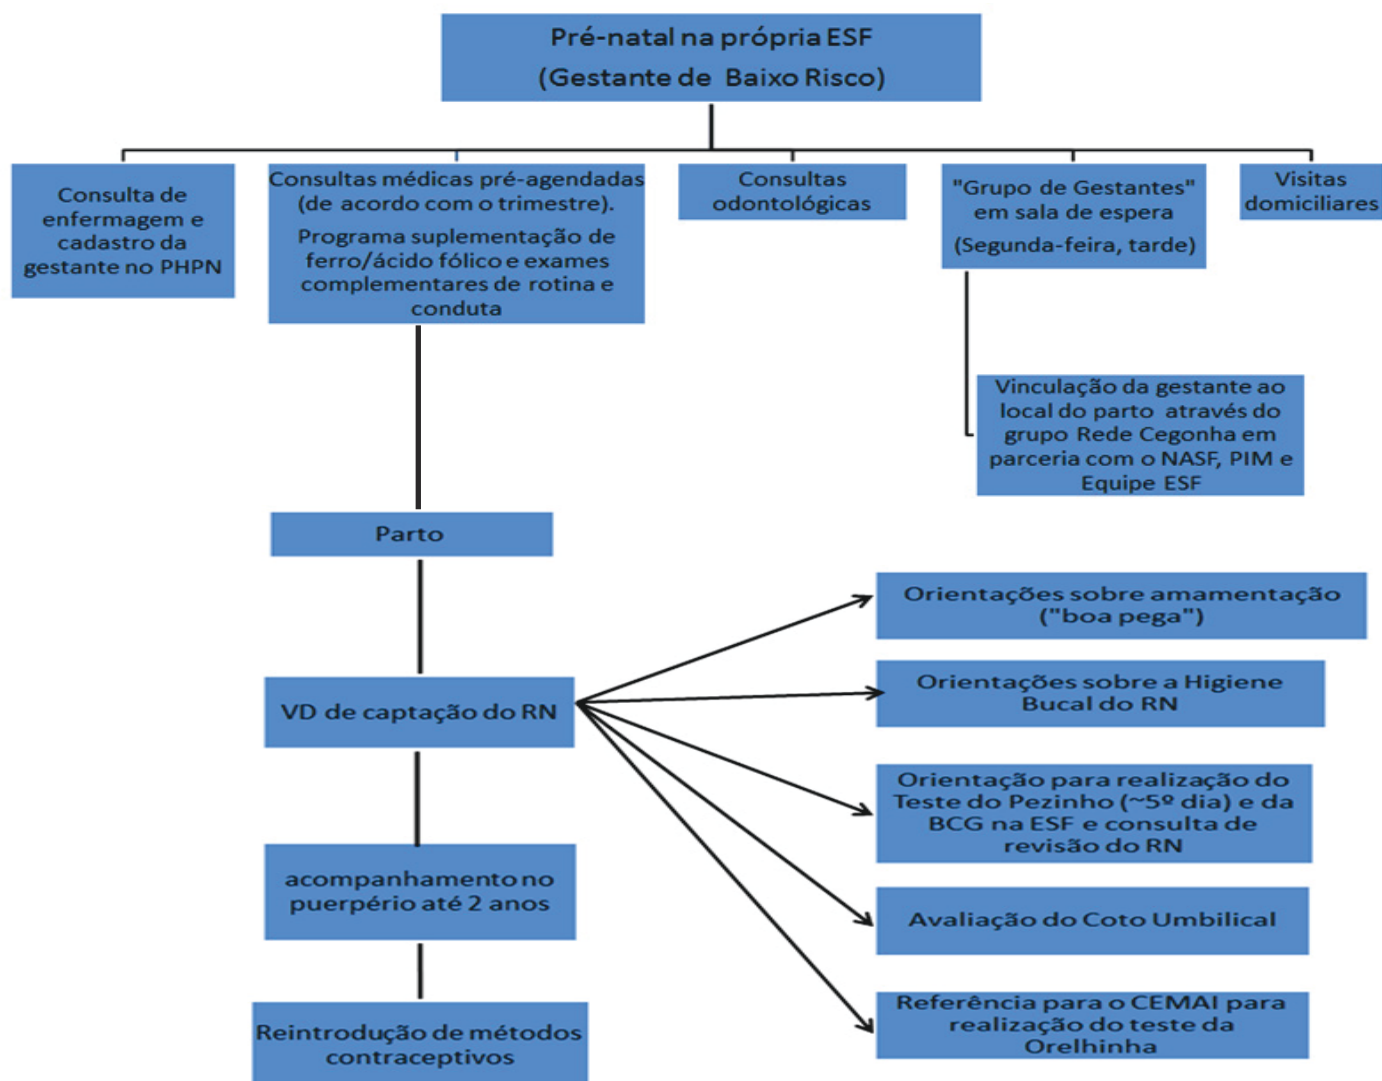 Pré-natal na própria ESF
(Gestante de Baixo Risco)
Consulta de
enfermagem e
cadastro da
gestante no PHPN
Consultas médicas pré-agendadas
(de acordo com o trimestre).
Programa suplementação de
ferro/ácido fólico e exames
complementares de rotina e
conduta
Consultas
odontológicas
"Grupo de Gestantes"
em sala de espera
(Segunda-feira, tarde)
Visitas
domiciliares
Vinculação da gestante ao
local do parto através do
grupo Rede Cegonha em
parceria com o NASF, PIM e
Equipe ESF
Parto
VD de captação do RN
Orientações sobre amamentação
("boa pega")
Orientações sobre a Higiene
Bucal do RN
Orientação para realização do
Teste do Pezinho (~5º dia) e da
BCG na ESF e consulta de
revisão do RN
Avaliação do Coto Umbilical
Referência para o CEMAI para
realização do teste da
Orelhinha
acompanhamento no
puerpério até 2 anos
Reintrodução de métodos
contraceptivos